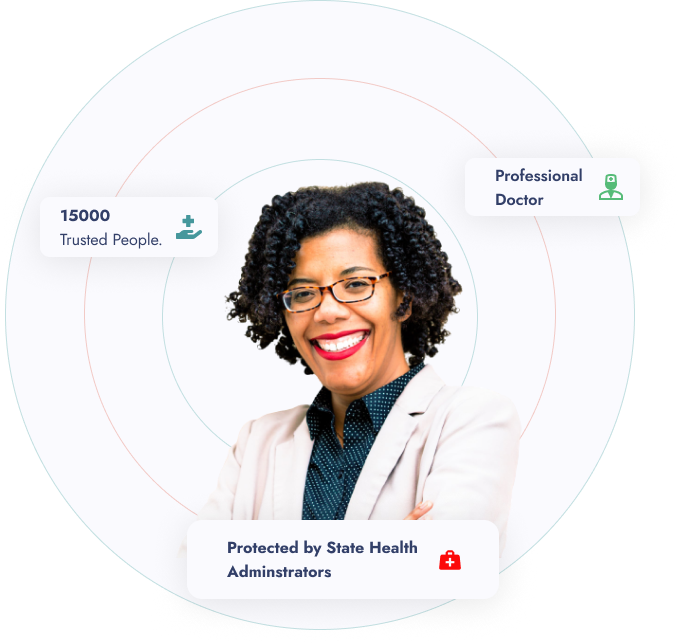 Professional
Doctor
15000
Trusted People.
Protected by State Health
Adminstrators